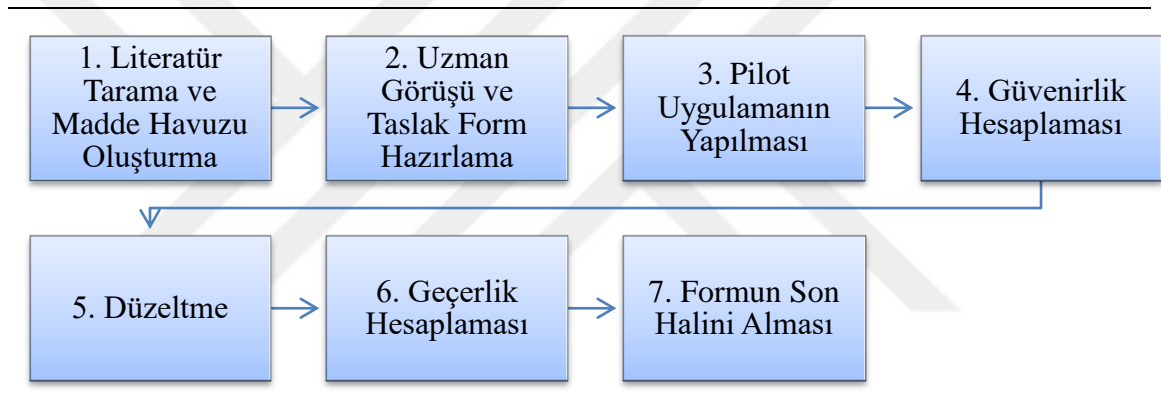 1. Literatür
Tarama ve
Madde Havuzu
Oluşturma
2. Uzman
Görüşü ve
Taslak Form
Hazırlama
3. Pilot
Uygulamanın
Yapılması
4. Güvenirlik
Hesaplaması
5. Düzeltme
6. Geçerlik
Hesaplaması
7. Formun Son
Halini Alması